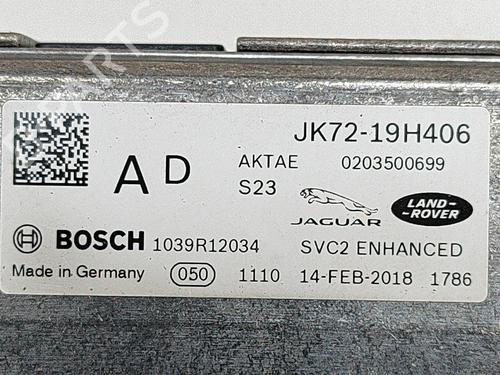 JK72-19H406
AD
AKTAE 0203500699
S23
JAGUAR
LAND-
-ROVER
BOSCH 1039R12034 SVC2 ENHANCED
Made in Germany 050 1110 14-FEB-2018 1786